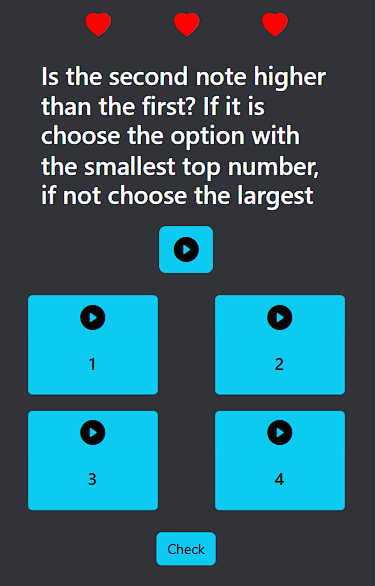 Is the second note higher
than the first? If it is
choose the option with
the smallest top number,
if not choose the largest
1
2
3
4
Check